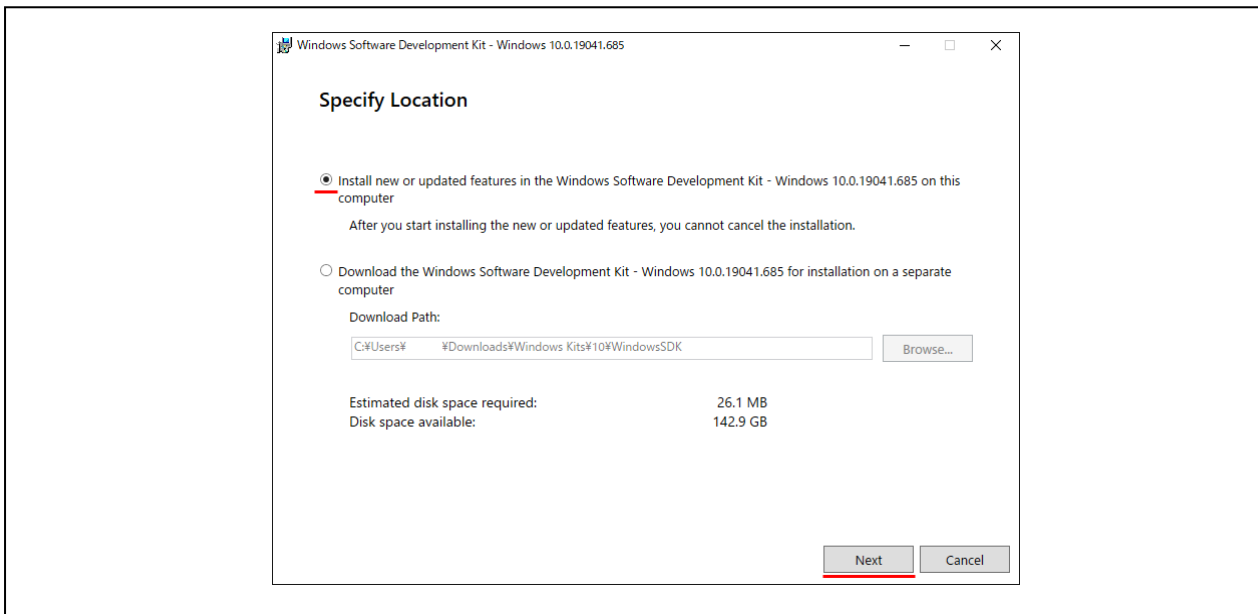 Windows Software Development Kit - Windows 10.0.19041.685
Specify Location
Install new or updated features in the Windows Software Development Kit - Windows 10.0.19041.685 on this
computer
After you start installing the new or updated features, you cannot cancel the installation.
Download the Windows Software Development Kit - Windows 10.0.19041.685 for installation on a separate
computer
Download Path:
C:¥Users¥ ¥Downloads¥Windows Kits¥10¥WindowsSDK
Browse...
Estimated disk space required: 26.1 MB
Disk space available: 142.9 GB
Next Cancel